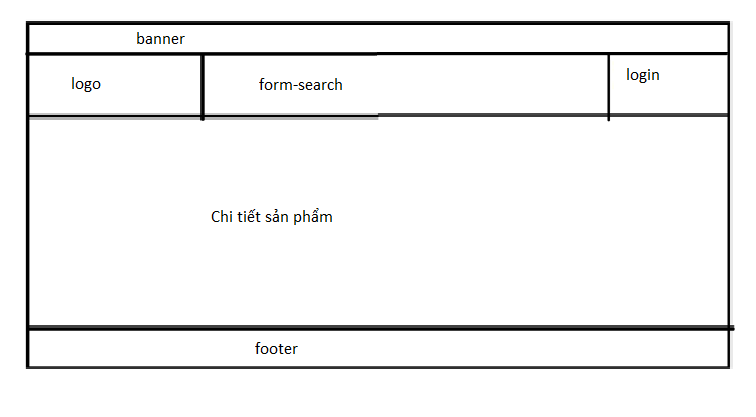 banner
logo
form-search
login
Chi tiết sản phẩm
footer